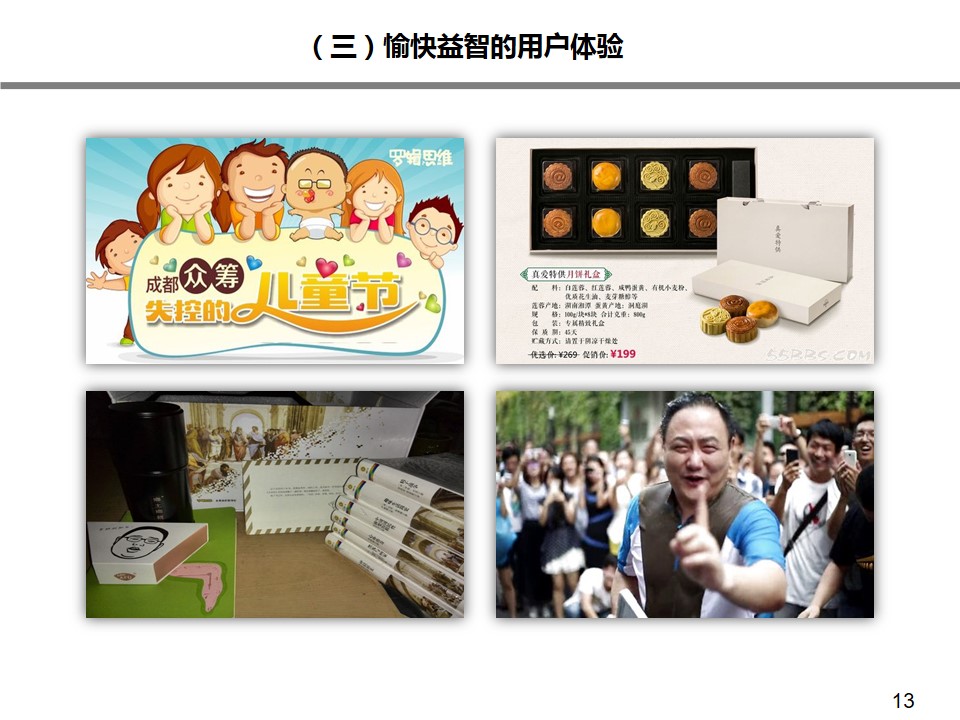 （三）愉快益智的用户体验
罗辑思维
成都众筹
失控的儿童节
真爱特供
真爱特供月饼礼盒
配　　料：白莲蓉、红莲蓉、咸鸭蛋黄、有机小麦粉、
优质花生油、麦芽糖醇等
莲蓉产地：湖南湘潭 蛋黄产地：洞庭湖
规　　格：100g/块*8块 合计克重：800g
包　　装：专属精致礼盒
保 质 期：45天
贮藏方式：请置于阴凉干燥处
优选价: ¥269 促销价: ¥199
55BBS.COM
13